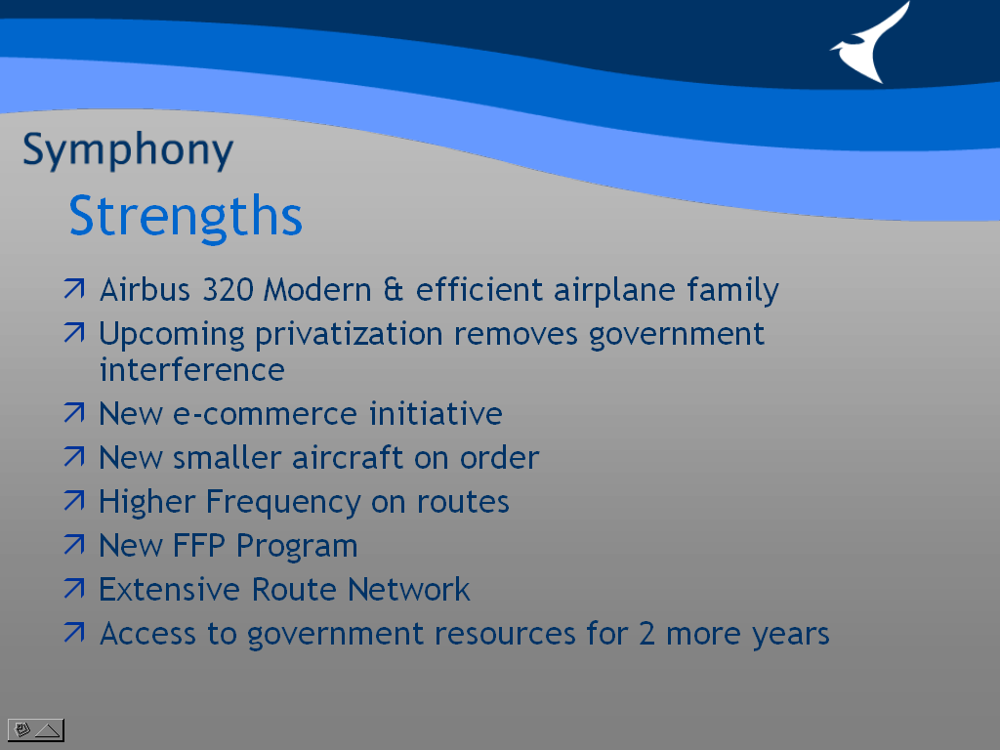 Symphony
Strengths
Airbus 320 Modern & efficient airplane family
Upcoming privatization removes government
interference
New e-commerce initiative
New smaller aircraft on order
Higher Frequency on routes
New FFP Program
Extensive Route Network
Access to government resources for 2 more years